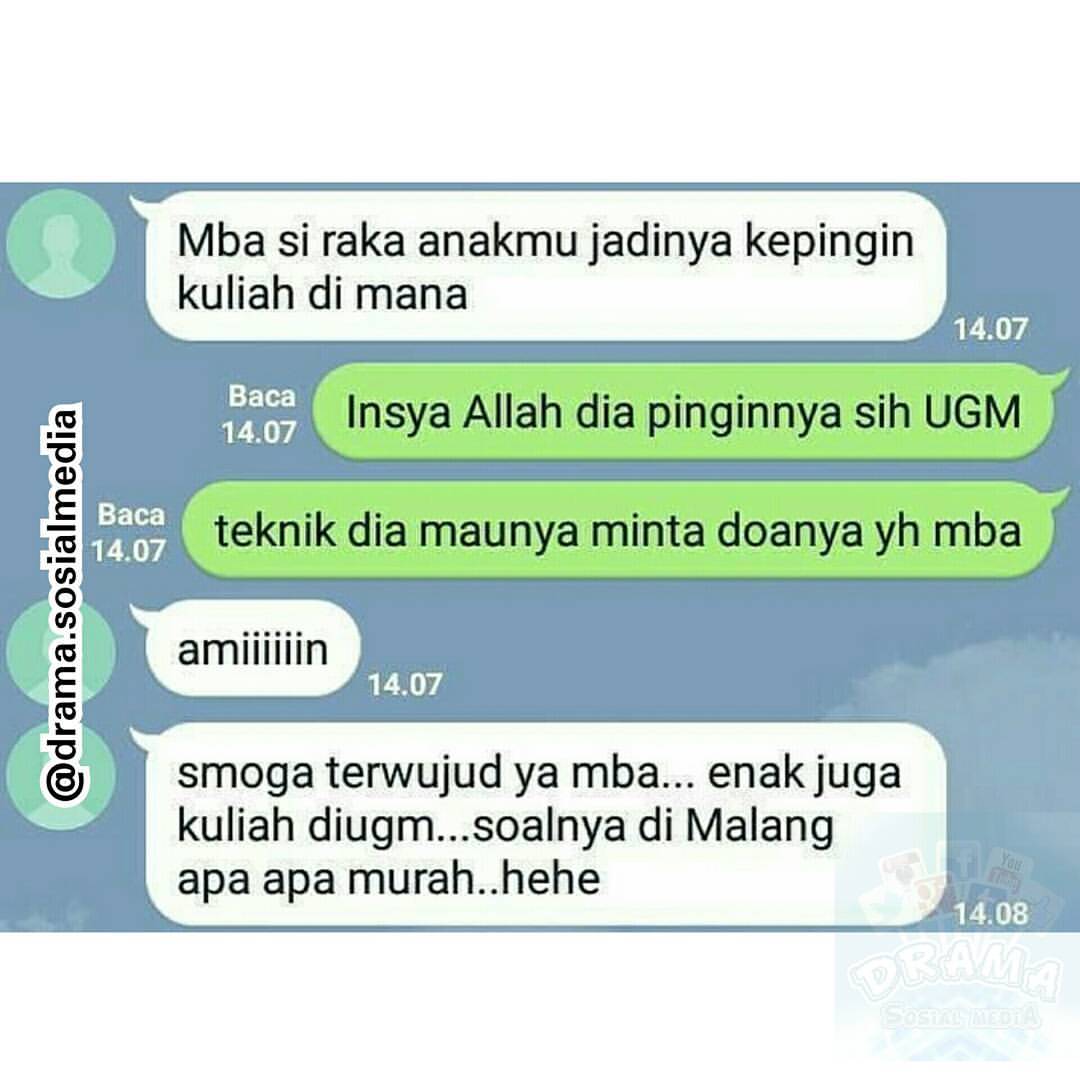 Mba si raka anakmu jadinya kepingin
kuliah di mana
14.07
Baca
14.07
Insya Allah dia pinginnya sih UGM
Baca
14.07
teknik dia maunya minta doanya yh mba
amiiiiiin
14.07
smoga terwujud ya mba... enak juga
kuliah diugm...soalnya di Malang
apa apa murah..hehe
14.08
@drama.sosialmedia
You
DRAMA
SOSIAL MEDIA